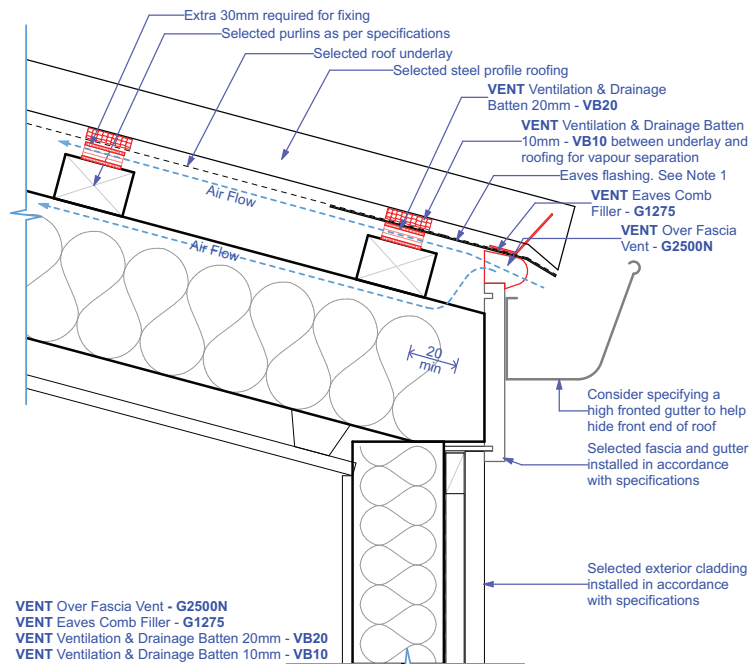 Extra 30mm required for fixing
Selected purlins as per specifications
Selected roof underlay
Selected steel profile roofing
VENT Ventilation & Drainage
Batten 20mm - VB20
VENT Ventilation & Drainage Batten
10mm - VB10 between underlay and
roofing for vapour separation
Eaves flashing. See Note 1
VENT Eaves Comb
Filler - G1275
VENT Over Fascia
Vent - G2500N
Air Flow
Air Flow
20
min
Consider specifying a
high fronted gutter to help
hide front end of roof
Selected fascia and gutter
installed in accordance
with specifications
Selected exterior cladding
installed in accordance
with specifications
VENT Over Fascia Vent - G2500N
VENT Eaves Comb Filler - G1275
VENT Ventilation & Drainage Batten 20mm - VB20
VENT Ventilation & Drainage Batten 10mm - VB10